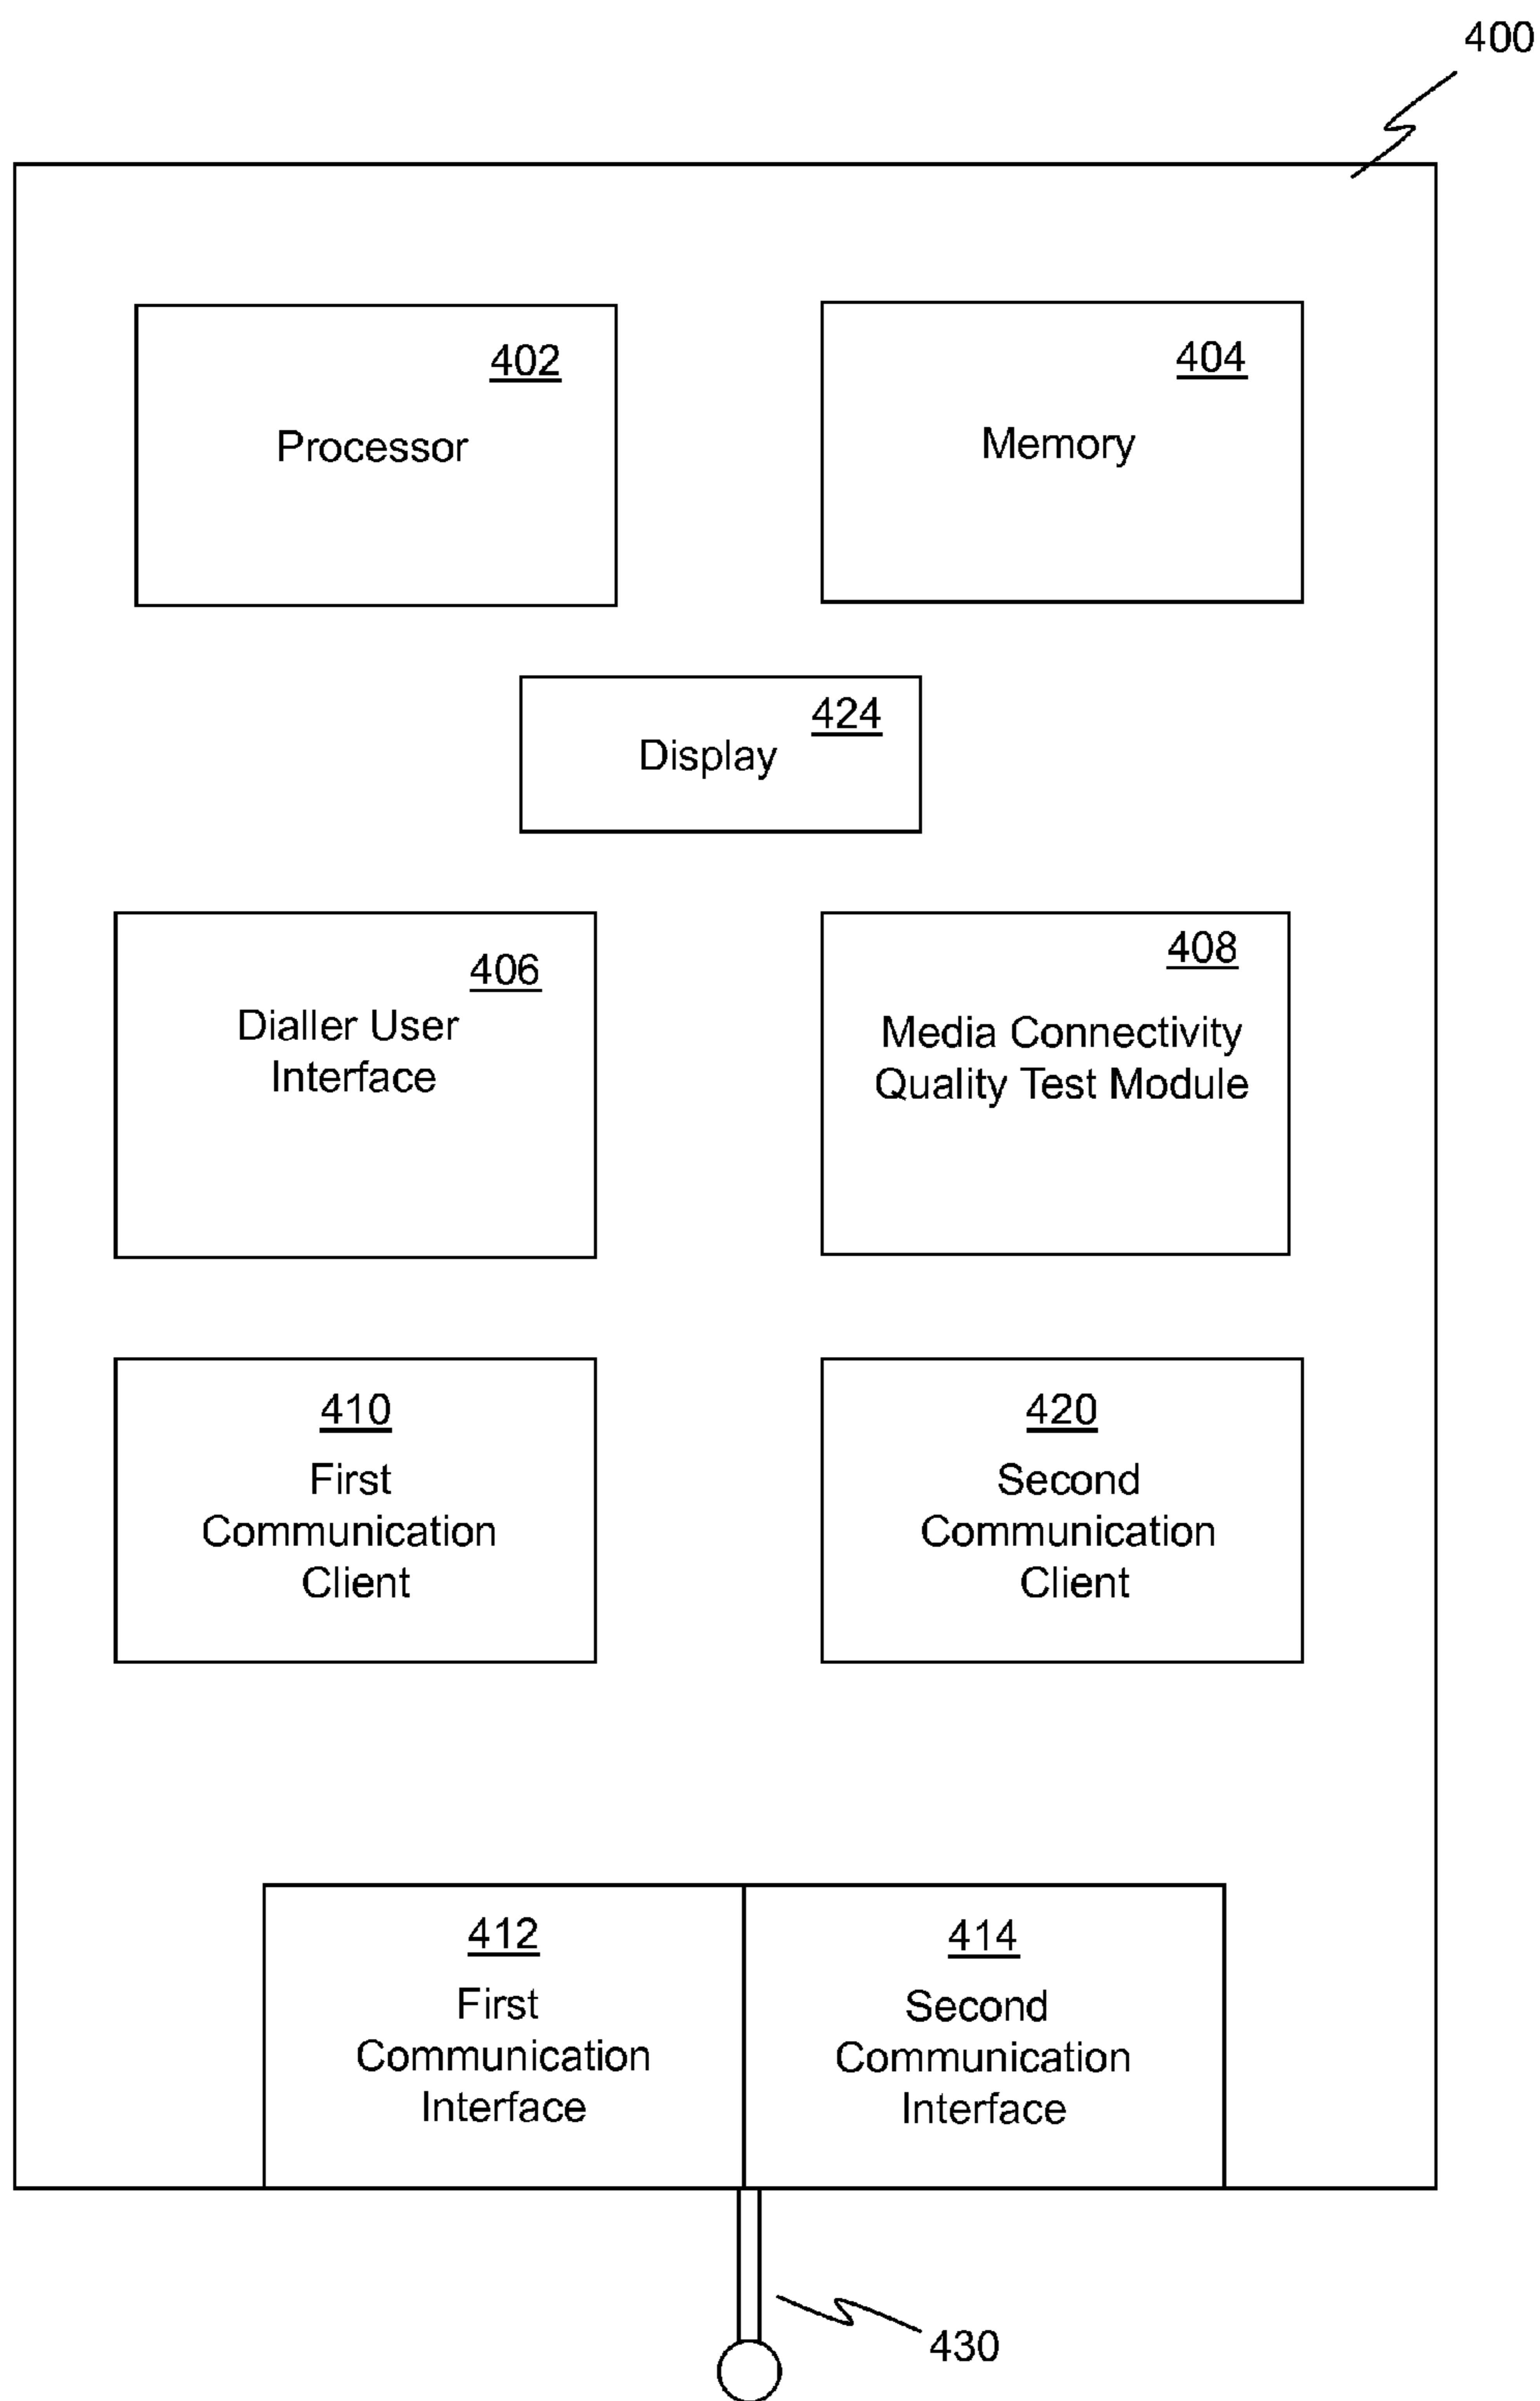 400
402
Processor
404
Memory
424
Display
406
Dialler User
Interface
408
Media Connectivity
Quality Test Module
410
First
Communication
Client
420
Second
Communication
Client
412
First
Communication
Interface
414
Second
Communication
Interface
430